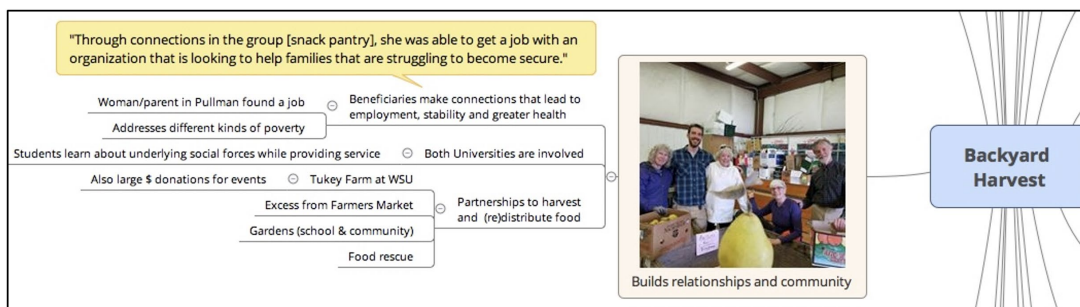 "Through connections in the group [snack pantry], she was able to get a job with an
organization that is looking to help families that are struggling to become secure."
Woman/parent in Pullman found a job
Addresses different kinds of poverty
Beneficiaries make connections that lead to
employment, stability and greater health
Students learn about underlying social forces while providing service
Both Universities are involved
Also large $ donations for events
Tukey Farm at WSU
Excess from Farmers Market
Gardens (school & community)
Food rescue
Partnerships to harvest
and (re)distribute food
Builds relationships and community
Backyard
Harvest